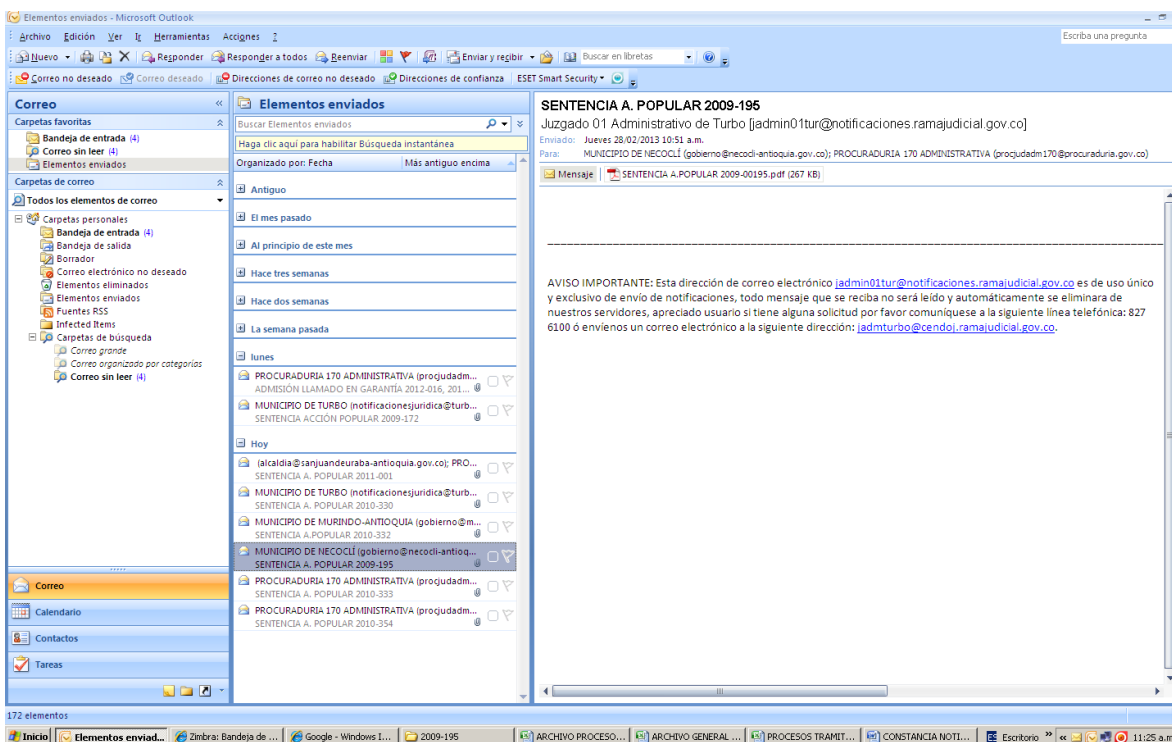 Elementos enviados - Microsoft Outlook
Archivo Edición Ver Ir Herramientas Acciones ?
Escriba una pregunta
Nuevo Responder Responder a todos Reenviar Enviar y recibir Buscar en libretas
Correo no deseado Correo deseado Direcciones de correo no deseado Direcciones de confianza ESET Smart Security
Correo «
Carpetas favoritas
Bandeja de entrada (4)
Correo sin leer (4)
Elementos enviados
Carpetas de correo
Todos los elementos de correo
Carpetas personales
Bandeja de entrada (4)
Bandeja de salida
Borrador
Correo electrónico no deseado
Elementos eliminados
Elementos enviados
Fuentes RSS
Infected Items
Carpetas de búsqueda
Correo grande
Correo organizado por categorías
Correo sin leer (4)
Correo
Calendario
Contactos
Tareas
Elementos enviados
Buscar Elementos enviados
Haga clic aquí para habilitar Búsqueda instantánea
Organizado por: Fecha Más antiguo encima
Antiguo
El mes pasado
Al principio de este mes
Hace tres semanas
Hace dos semanas
La semana pasada
lunes
PROCURADURIA 170 ADMINISTRATIVA (procjudadm...
ADMISIÓN LLAMADO EN GARANTÍA 2012-016, 201...
MUNICIPIO DE TURBO (notificacionesjuridica@turb...
SENTENCIA ACCIÓN POPULAR 2009-172
Hoy
(alcaldia@sanjuandeuraba-antioquia.gov.co); PRO...
SENTENCIA A. POPULAR 2011-001
MUNICIPIO DE TURBO (notificacionesjuridica@turb...
SENTENCIA A. POPULAR 2010-330
MUNICIPIO DE MURINDO-ANTIOQUIA (gobierno@m...
SENTENCIA A.POPULAR 2010-332
MUNICIPIO DE NECOCLÍ (gobierno@necocli-antioq...
SENTENCIA A. POPULAR 2009-195
PROCURADURIA 170 ADMINISTRATIVA (procjudadm...
SENTENCIA A. POPULAR 2010-333
PROCURADURIA 170 ADMINISTRATIVA (procjudadm...
SENTENCIA A. POPULAR 2010-354
SENTENCIA A. POPULAR 2009-195
Juzgado 01 Administrativo de Turbo [jadmin01tur@notificaciones.ramajudicial.gov.co]
Enviado: Jueves 28/02/2013 10:51 a.m.
Para: MUNICIPIO DE NECOCLÍ (gobierno@necocli-antioquia.gov.co); PROCURADURIA 170 ADMINISTRATIVA (procjudadm170@procuraduria.gov.co)
Mensaje SENTENCIA A.POPULAR 2009-00195.pdf (267 KB)
AVISO IMPORTANTE: Esta dirección de correo electrónico jadmin01tur@notificaciones.ramajudicial.gov.co es de uso único
y exclusivo de envío de notificaciones, todo mensaje que se reciba no será leído y automáticamente se eliminara de
nuestros servidores, apreciado usuario si tiene alguna solicitud por favor comuníquese a la siguiente línea telefónica: 827
6100 ó envíenos un correo electrónico a la siguiente dirección: jadmturbo@cendoj.ramajudicial.gov.co.
172 elementos
Inicio Elementos enviad... Zimbra: Bandeja de ... Google - Windows I... 2009-195 ARCHIVO PROCESO... ARCHIVO GENERAL ... PROCESOS TRAMIT... CONSTANCIA NOTI... Escritorio » « 11:25 a.m